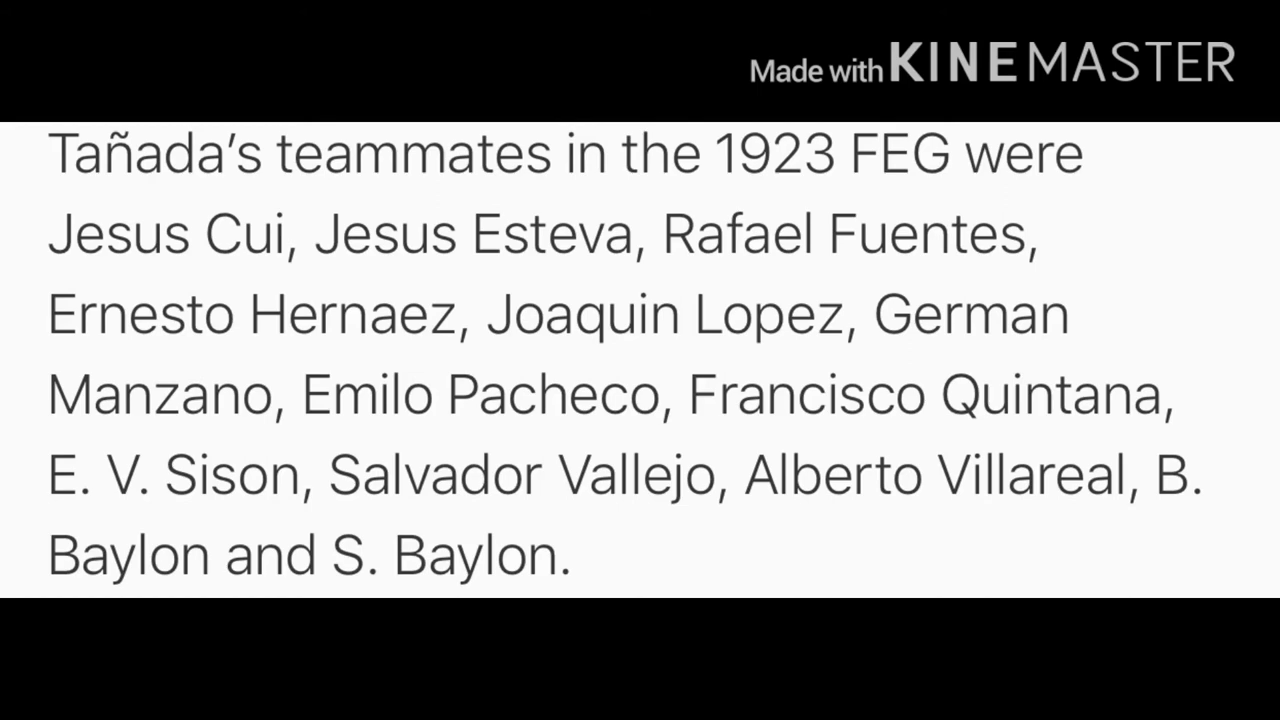 Made with KINEMASTER
Tañada’s teammates in the 1923 FEG were
Jesus Cui, Jesus Esteva, Rafael Fuentes,
Ernesto Hernaez, Joaquin Lopez, German
Manzano, Emilo Pacheco, Francisco Quintana,
E. V. Sison, Salvador Vallejo, Alberto Villareal, B.
Baylon and S. Baylon.